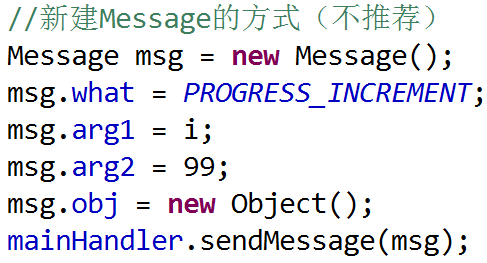 //新建Message的方式（不推荐）
Message msg = new Message();
msg.what = PROGRESS_INCREMENT;
msg.arg1 = i;
msg.arg2 = 99;
msg.obj = new Object();
mainHandler.sendMessage(msg);